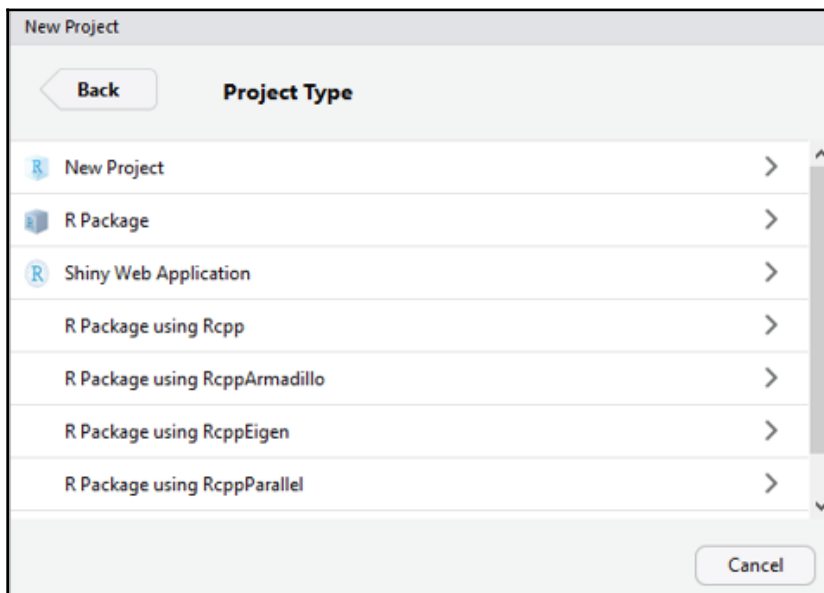 New Project
Back
Project Type
R New Project
R R Package
R Shiny Web Application
R Package using Rcpp
R Package using RcppArmadillo
R Package using RcppEigen
R Package using RcppParallel
Cancel